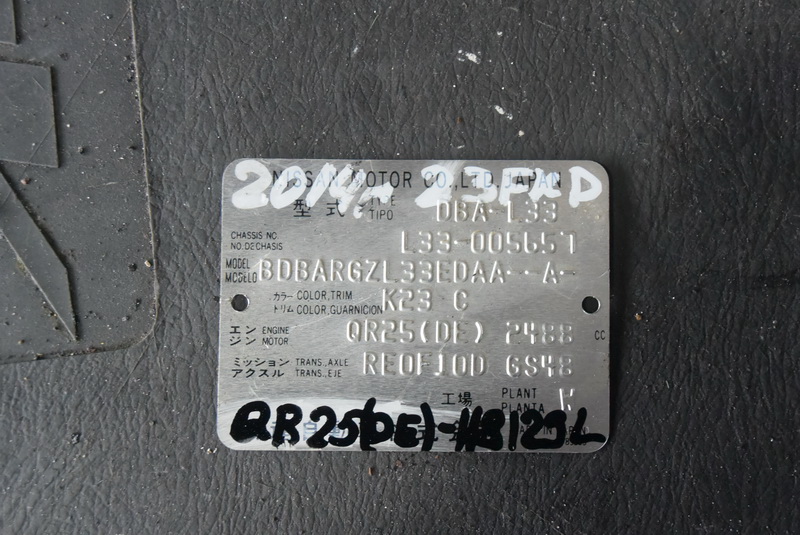 NISSAN MOTOR CO.,LTD.JAPAN
型式 TYPE TIPO DBA-L33
CHASSIS NO. NO.DECHASIS L33-005657
MODEL MODELO BDBARGZL33EDAA--A-
カラー トリム COLOR,TRIM COLOR,GUARNICION K23 C
エンジン ENGINE MOTOR QR25(DE) 2488 CC
ミッション アクスル TRANS.,AXLE TRANS.,EJE RE0F10D GS48
工場 PLANT PLANTA K
QR25(DE)-